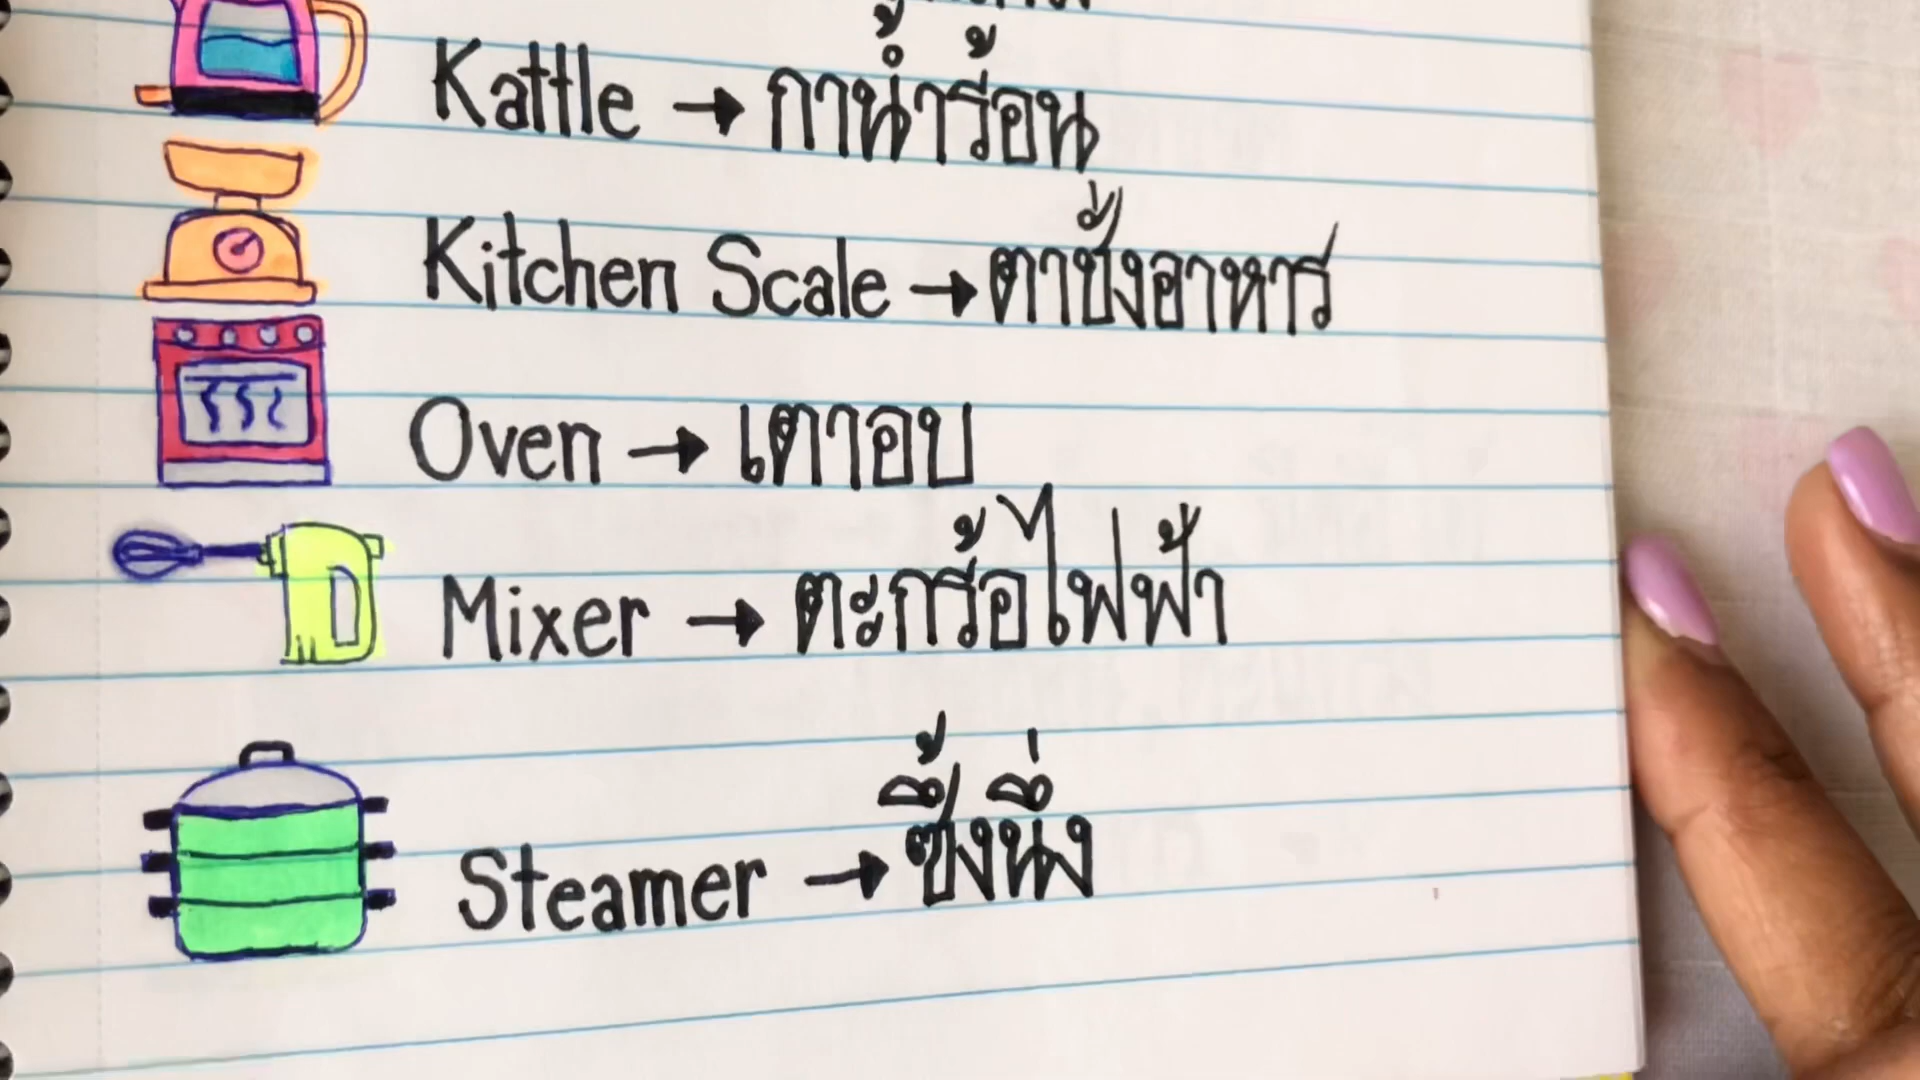 Kattle → กาน้ำร้อน
Kitchen Scale → ตาชั่งอาหาร
Oven → เตาอบ
Mixer → ตะกร้อไฟฟ้า
Steamer → ซึ้งนึ่ง